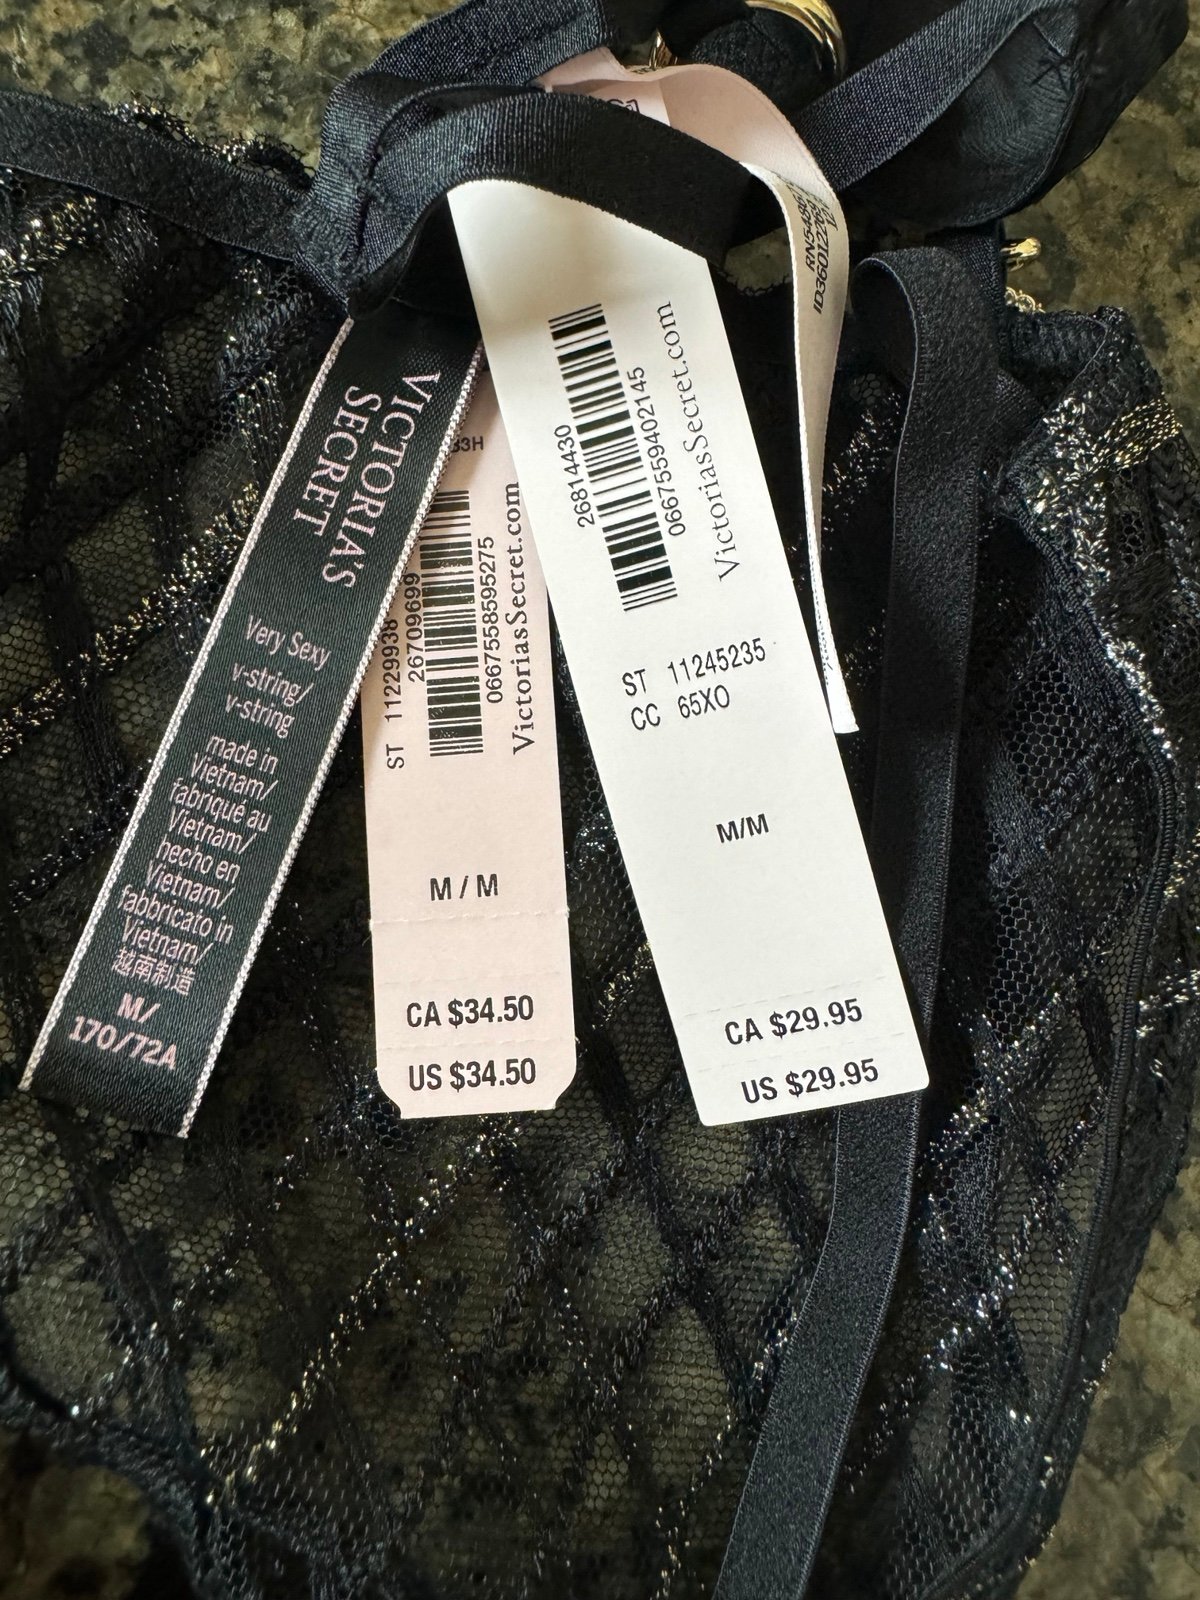 VICTORIA'S
SECRET
Very Sexy
v-string/
v-string
made in
Vietnam/
fabriqué au
Vietnam/
hecho en
Vietnam/
fabbricato in
Vietnam/
越南制造
M/
170/72A
ST 11229938
26709699
0667558595275
VictoriasSecret.com
M / M
CA $34.50
US $34.50
26814430
0667559402145
VictoriasSecret.com
ST 11245235
CC 65XO
M/M
CA $29.95
US $29.95